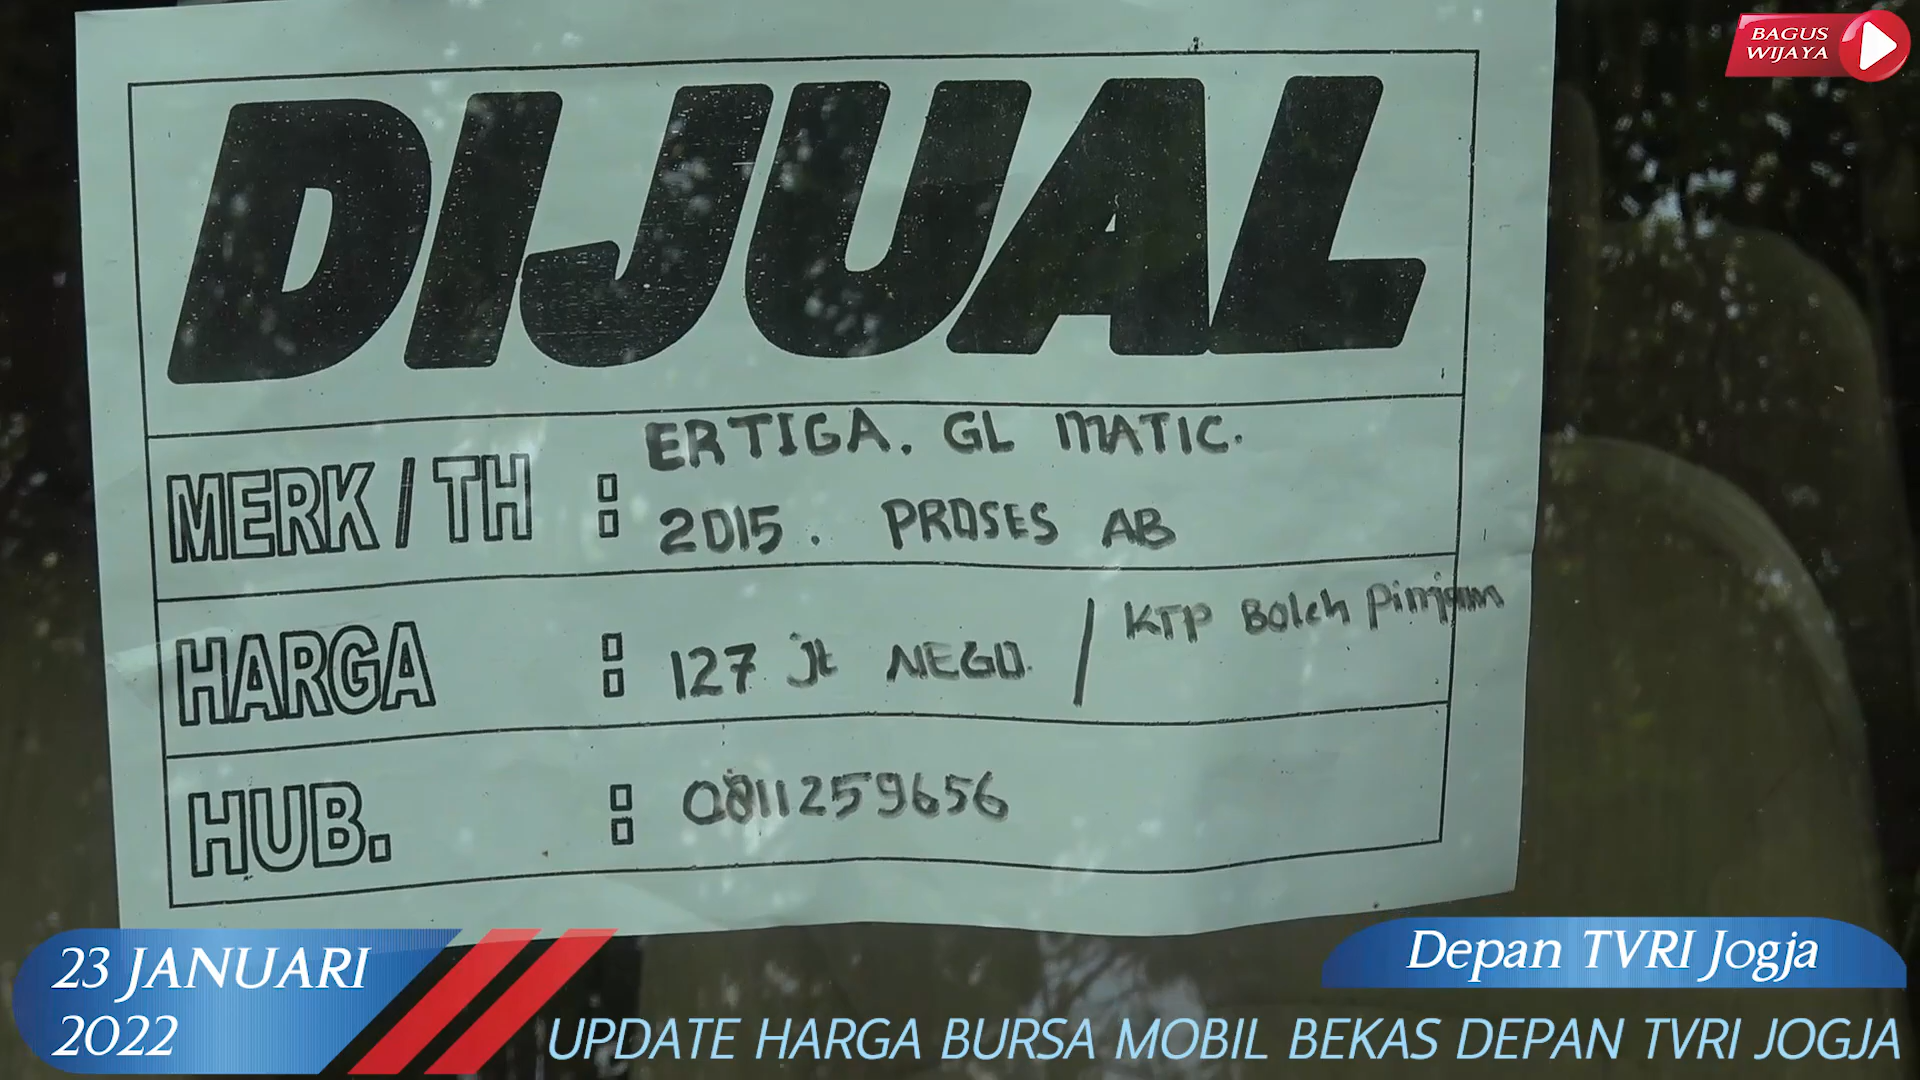 BAGUS
WIJAYA
DIJUAL
MERK / TH : ERTIGA. GL MATIC.
2015. PROSES AB
HARGA : 127 Jt NEGO. / KTP Boleh Pinjam
HUB. : 0811259656
23 JANUARI
2022
Depan TVRI Jogja
UPDATE HARGA BURSA MOBIL BEKAS DEPAN TVRI JOGJA